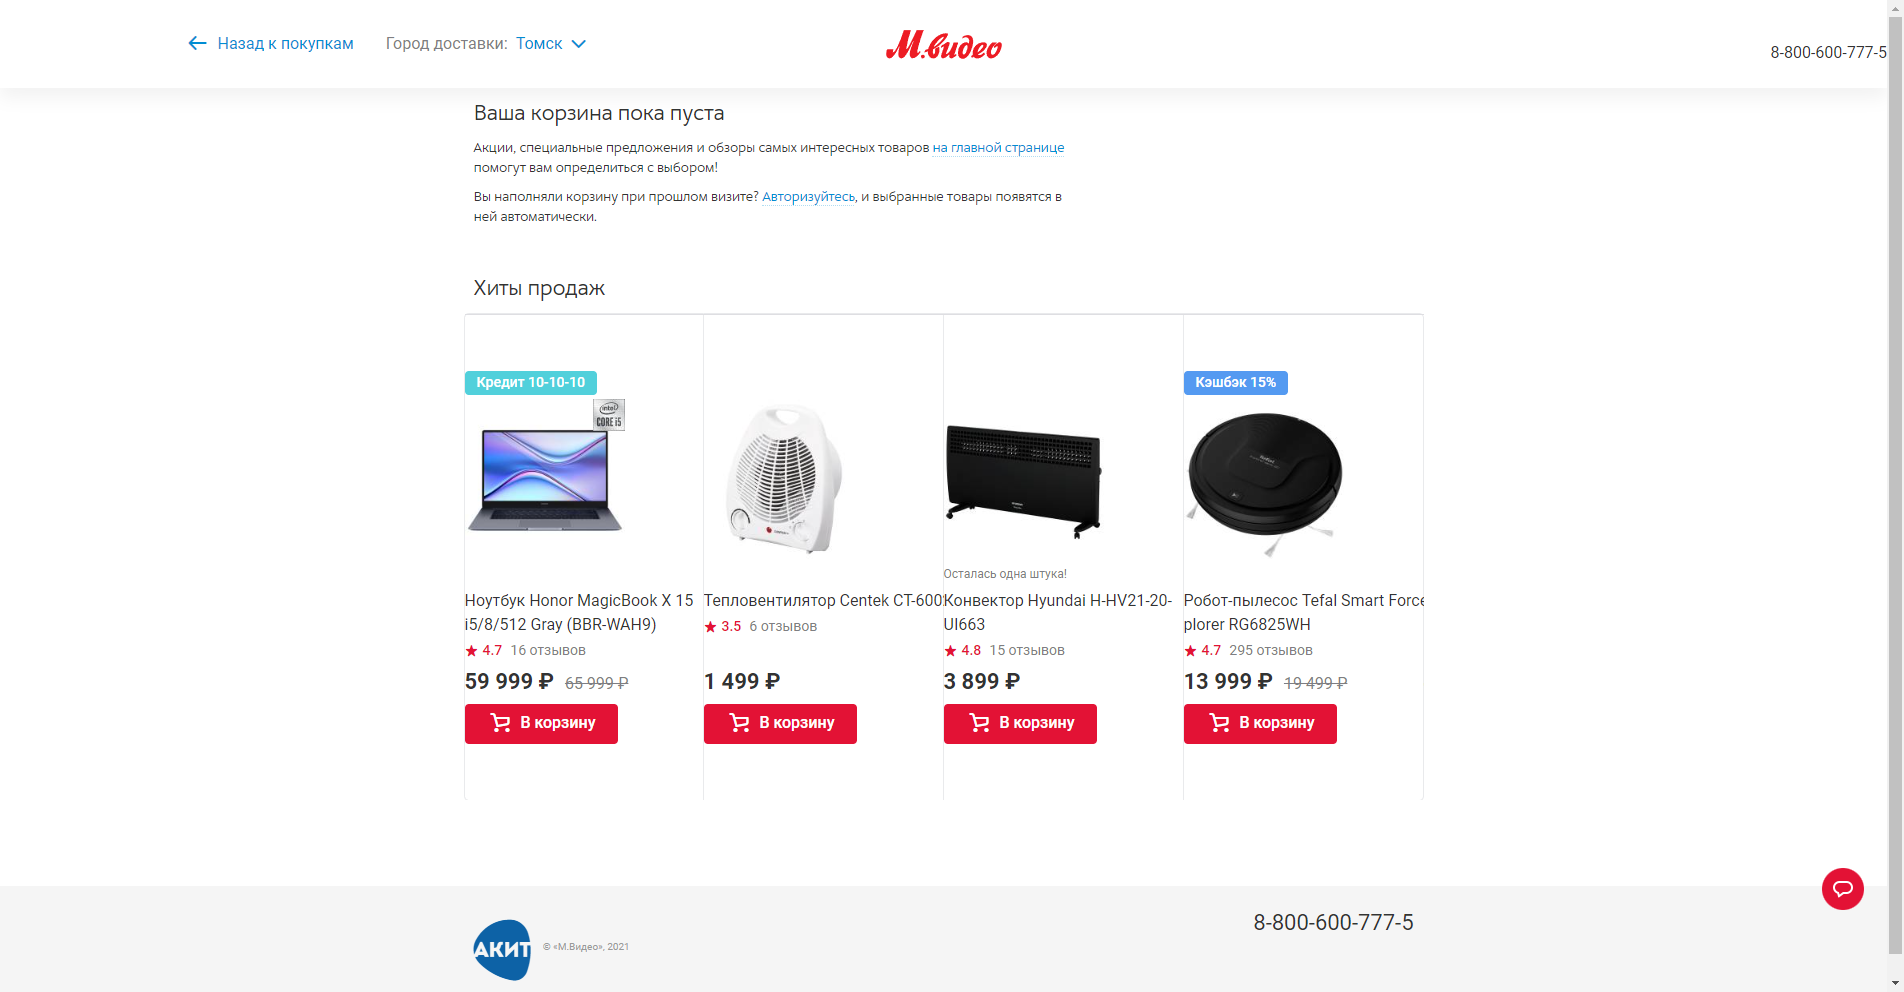 Назад к покупкам
Город доставки: Томск
М.видео
8-800-600-777-5
Ваша корзина пока пуста
Акции, специальные предложения и обзоры самых интересных товаров на главной странице
помогут вам определиться с выбором!
Вы наполняли корзину при прошлом визите? Авторизуйтесь, и выбранные товары появятся в
ней автоматически.
Хиты продаж
Кредит 10-10-10
intel
CORE i5
Ноутбук Honor MagicBook X 15
i5/8/512 Gray (BBR-WAH9)
4.7 16 отзывов
59 999 ₽ 65 999 ₽
В корзину
Тепловентилятор Centek CT-600
3.5 6 отзывов
1 499 ₽
В корзину
Осталась одна штука!
Конвектор Hyundai H-HV21-20-
UI663
4.8 15 отзывов
3 899 ₽
В корзину
Кэшбэк 15%
Робот-пылесос Tefal Smart Force
plorer RG6825WH
4.7 295 отзывов
13 999 ₽ 19 499 ₽
В корзину
АКИТ
© «М.Видео», 2021
8-800-600-777-5